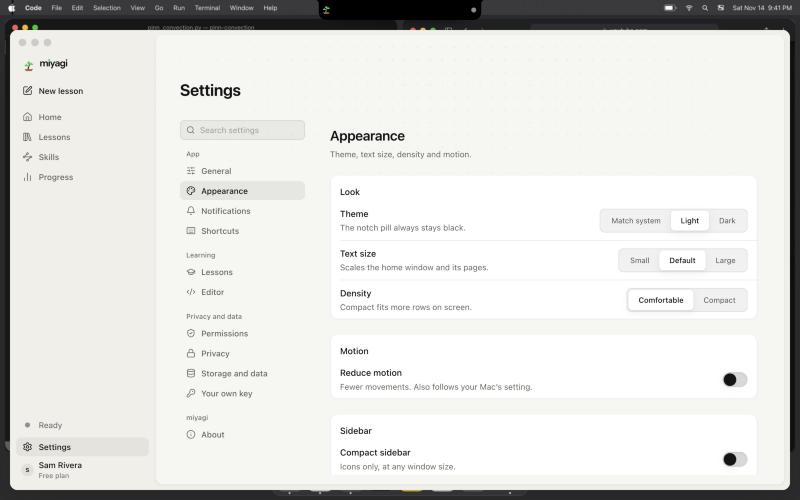 Code File Edit Selection View Go Run Terminal Window Help
Sat Nov 14 9:41 PM
pinn_convection.py — pinn-convection
miyagi
New lesson
Home
Lessons
Skills
Progress
Ready
Settings
S
Sam Rivera
Free plan
Settings
Search settings
App
General
Appearance
Notifications
Shortcuts
Learning
Lessons
Editor
Privacy and data
Permissions
Privacy
Storage and data
Your own key
miyagi
About
Appearance
Theme, text size, density and motion.
Look
Theme
The notch pill always stays black.
Match system Light Dark
Text size
Scales the home window and its pages.
Small Default Large
Density
Compact fits more rows on screen.
Comfortable Compact
Motion
Reduce motion
Fewer movements. Also follows your Mac's setting.
Sidebar
Compact sidebar
Icons only, at any window size.